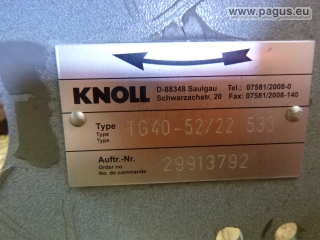 www.pagus.eu
KNOLL D-88348 Saulgau Tel.: 07581/2008-0
Schwarzachstr. 20 Fax: 07581/2008-140
Type TG40-52/22 533
Type
Type
Auftr.-Nr. 29913792
Order no.
No. de commande